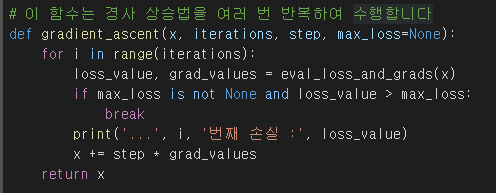 # 이 함수는 경사 상승법을 여러 번 반복하여 수행합니다
def gradient_ascent(x, iterations, step, max_loss=None):
    for i in range(iterations):
        loss_value, grad_values = eval_loss_and_grads(x)
        if max_loss is not None and loss_value > max_loss:
            break
        print('...', i, '번째 손실 :', loss_value)
        x += step * grad_values
    return x